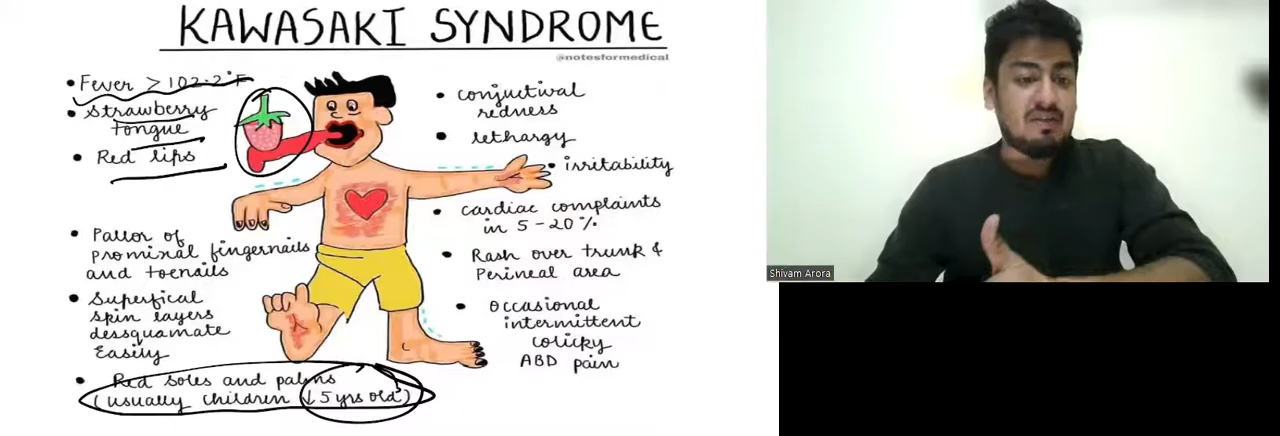 KAWASAKI SYNDROME
@notesformedical
• Fever > 102.2°F
• Strawberry
tongue
• Red lips
• Pallor of
prominal fingernails
and toenails
• Superfical
skin layers
dessquamate
Easily
• Red soles and palms
(usually children ↓ 5 yrs old)
• conjuctival
redness
• lethargy
• irritability
• cardiac complaints
in 5-20%
• Rash over trunk &
Perineal area
• Occasional
intermittent
colicky
ABD pain
Shivam Arora